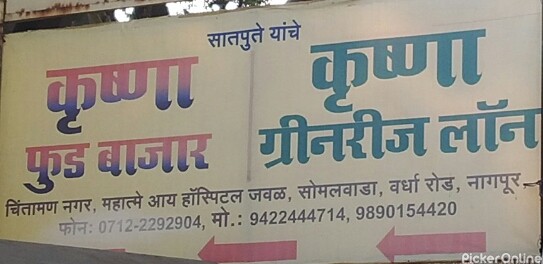 सातपुते यांचे
कृष्णा
फुड बाजार
कृष्णा
ग्रीनरीज लॉन
चिंतामण नगर, महात्मे आय हॉस्पिटल जवळ, सोमलवाडा, वर्धा रोड, नागपूर
फोन: 0712-2292904, मो.: 9422444714, 9890154420
PickerOnline